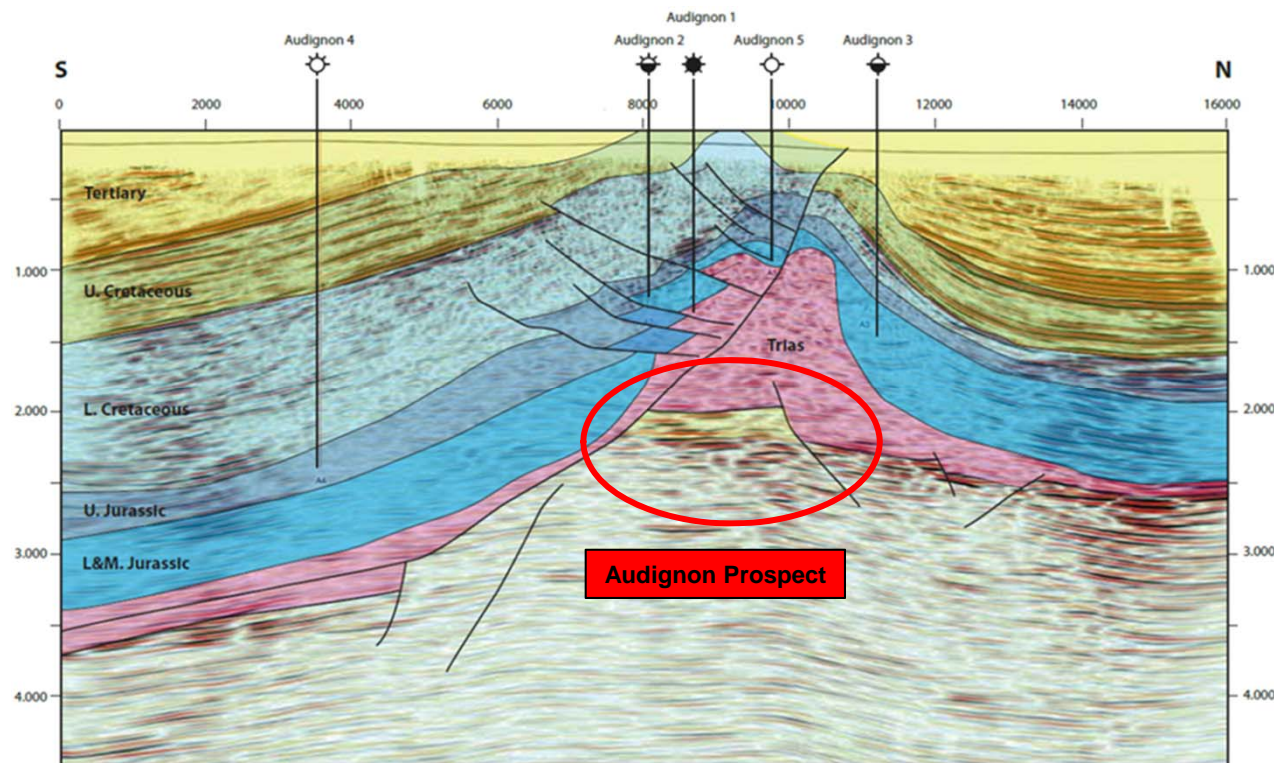 Audignon 1
Audignon 4
Audignon 2
Audignon 5
Audignon 3
S
N
0
2000
4000
6000
8000
10000
12000
14000
16000
Tertiary
1.000
1.000
U. Cretaceous
Trias
L. Cretaceous
2.000
2.000
A4
U. Jurassic
L&M. Jurassic
3.000
3.000
Audignon Prospect
4.000
4.000